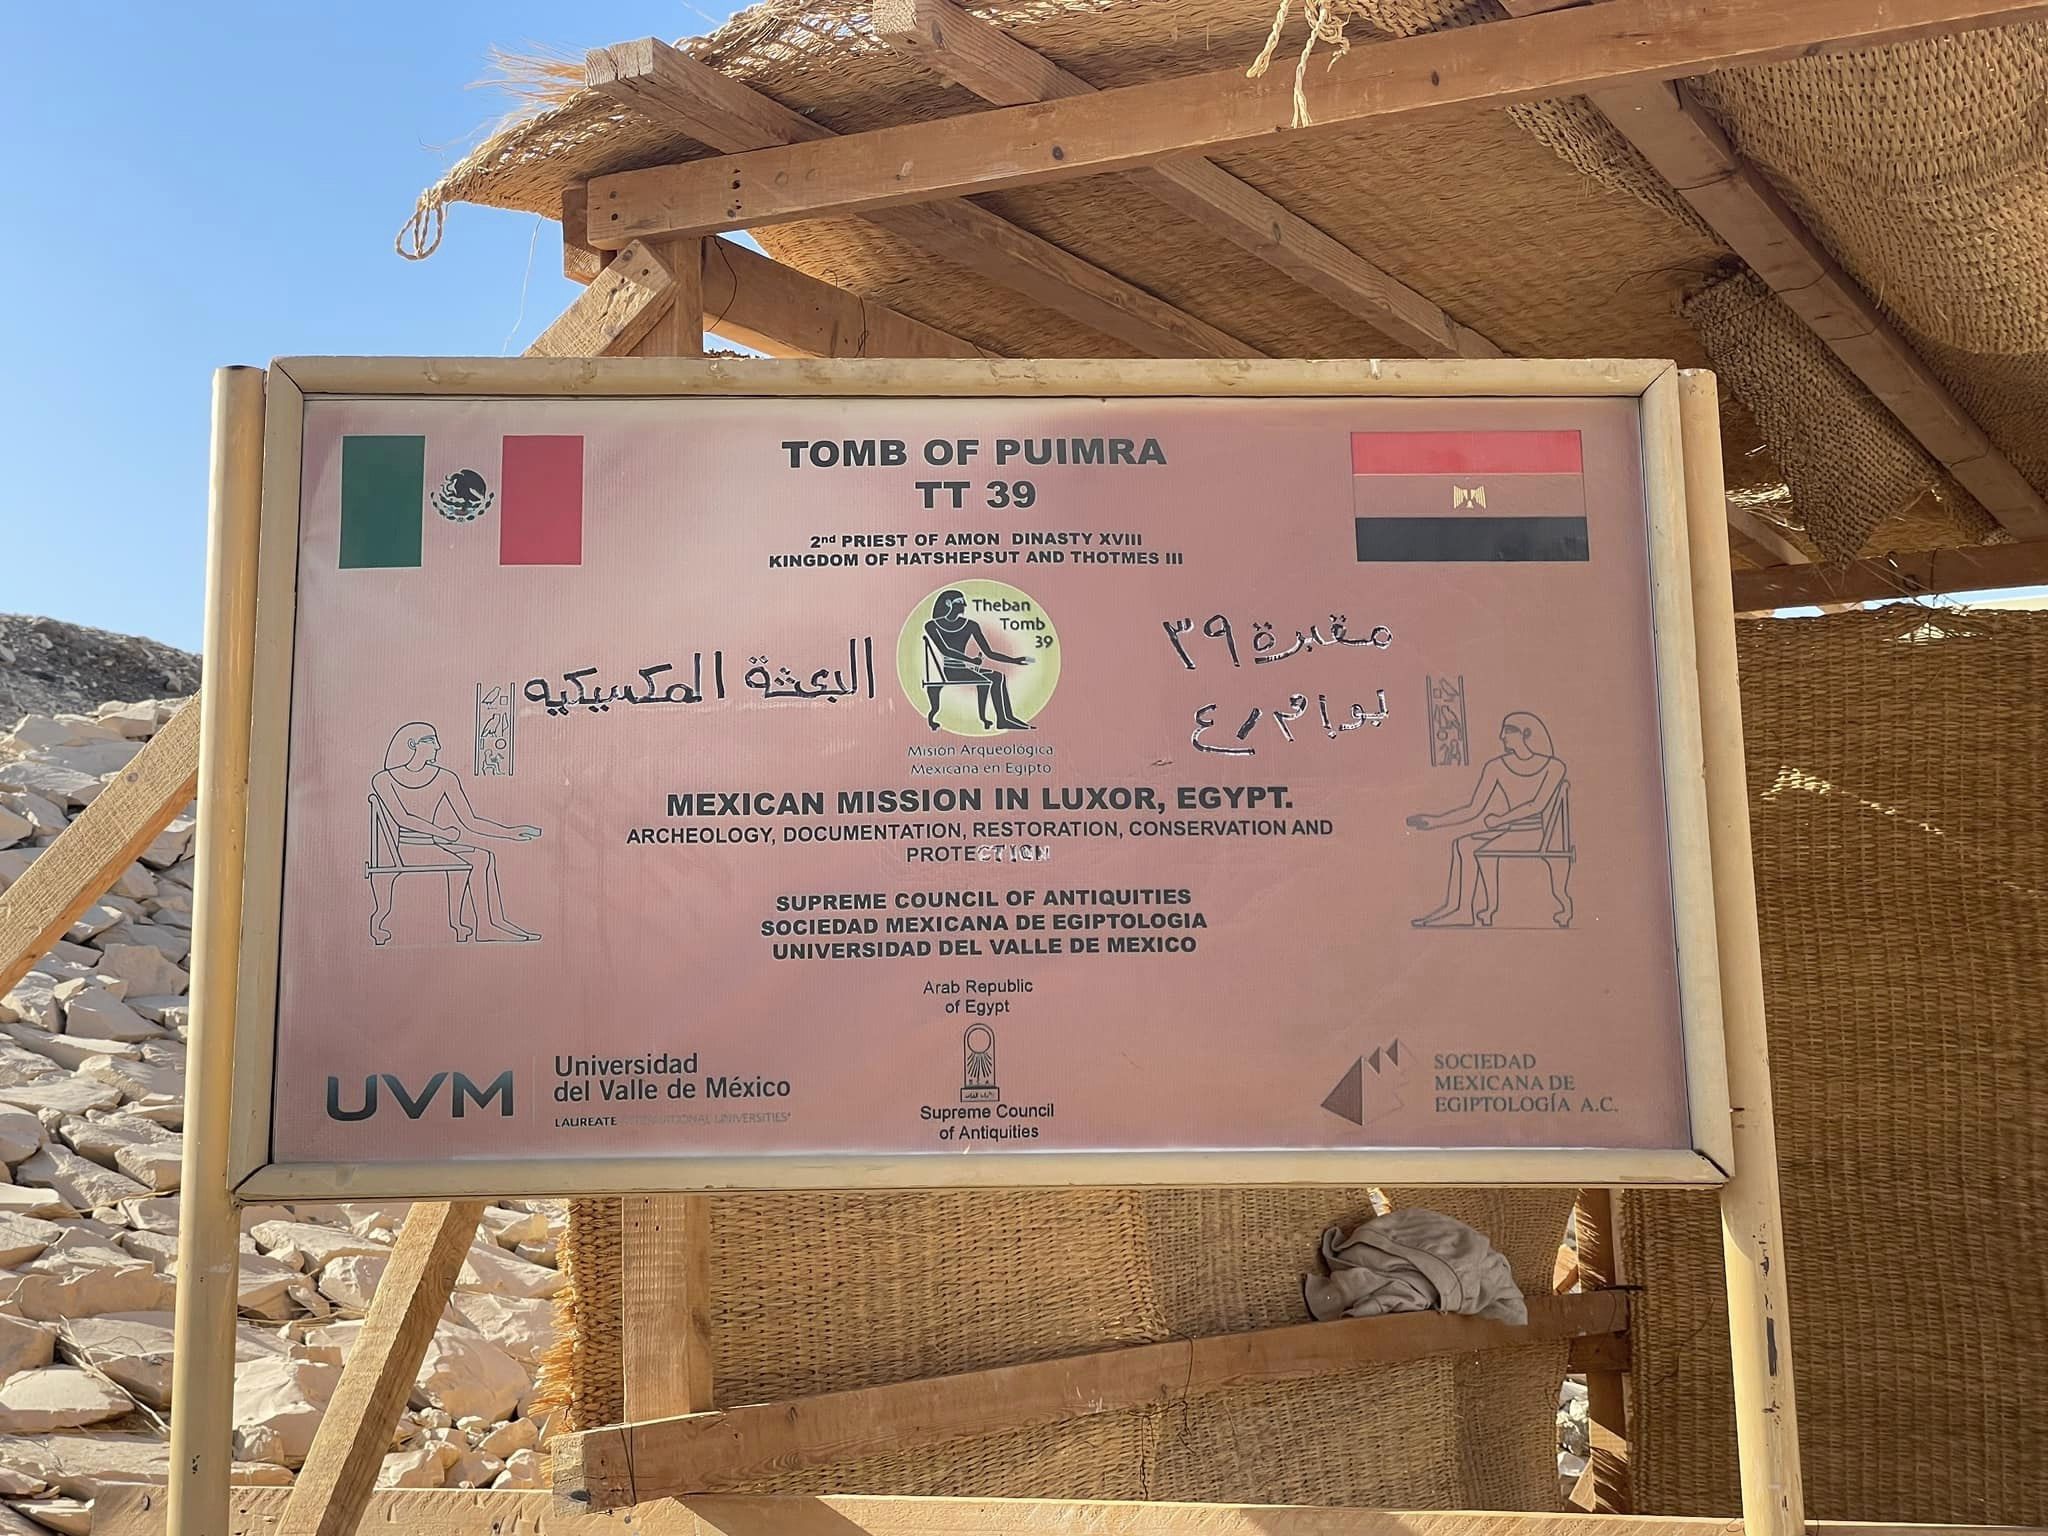 TOMB OF PUIMRA
TT 39
2nd PRIEST OF AMON DINASTY XVIII
KINGDOM OF HATSHEPSUT AND THOTMES III
Theban
Tomb
39
Misión Arqueológica
Mexicana en Egipto
مقبرة ٣٩
البعثة المكسيكيه
MEXICAN MISSION IN LUXOR, EGYPT.
ARCHEOLOGY, DOCUMENTATION, RESTORATION, CONSERVATION AND
PROTECTION
SUPREME COUNCIL OF ANTIQUITIES
SOCIEDAD MEXICANA DE EGIPTOLOGIA
UNIVERSIDAD DEL VALLE DE MEXICO
Arab Republic
of Egypt
Supreme Council
of Antiquities
UVM
Universidad
del Valle de México
LAUREATE INTERNATIONAL UNIVERSITIES
SOCIEDAD
MEXICANA DE
EGIPTOLOGÍA A.C.